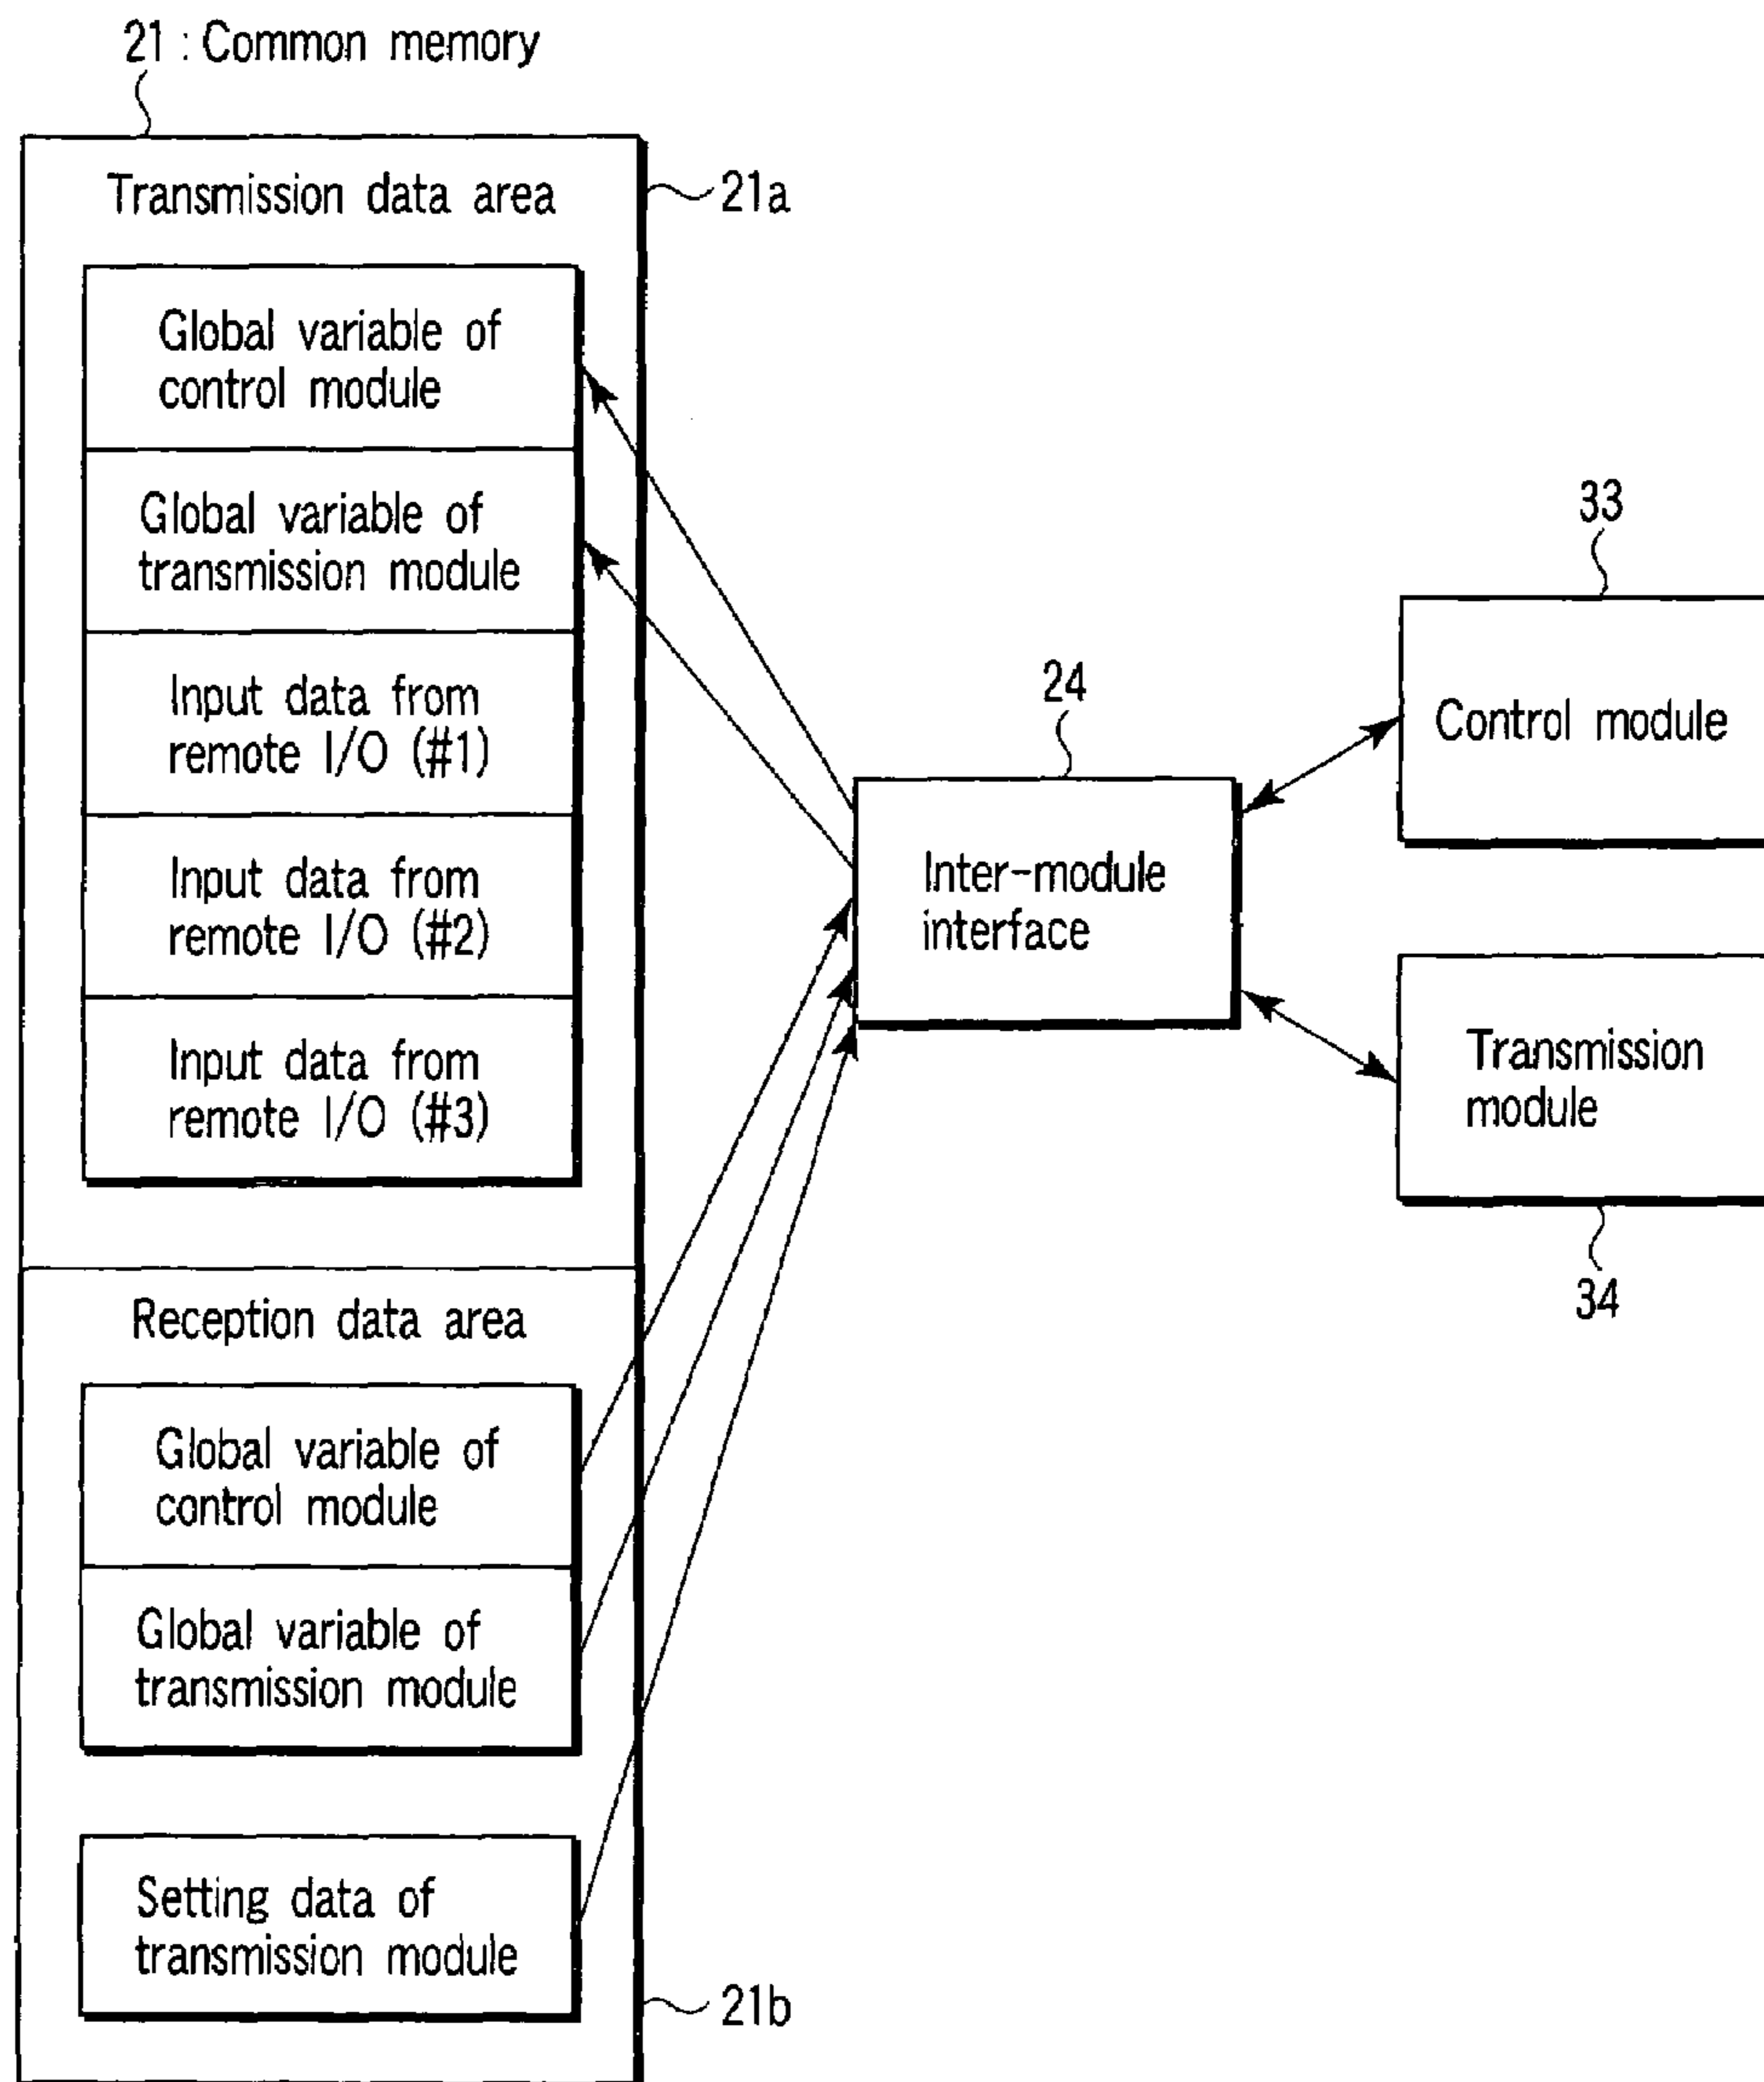 21 : Common memory
Transmission data area
21a
Global variable of
control module
Global variable of
transmission module
Input data from
remote I/O (#1)
Input data from
remote I/O (#2)
Input data from
remote I/O (#3)
Reception data area
Global variable of
control module
Global variable of
transmission module
Setting data of
transmission module
21b
24
Inter-module
interface
33
Control module
Transmission
module
34